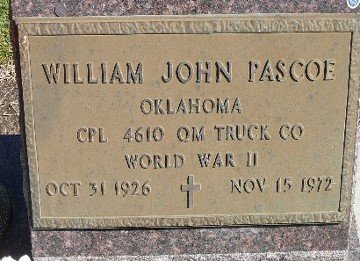 WILLIAM JOHN PASCOE
OKLAHOMA
CPL 4610 QM TRUCK CO
WORLD WAR II
OCT 31 1926 NOV 15 1972